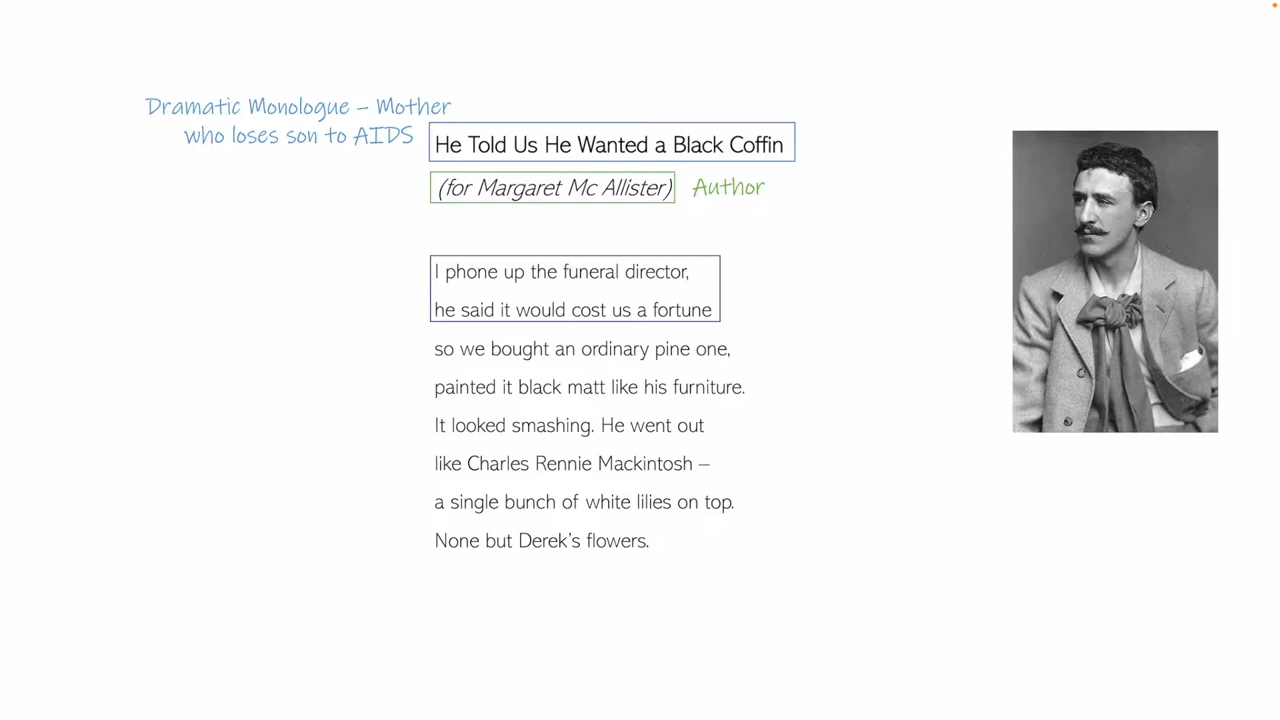 Dramatic Monologue – Mother
who loses son to AIDS
He Told Us He Wanted a Black Coffin
(for Margaret Mc Allister)
Author
I phone up the funeral director,
he said it would cost us a fortune
so we bought an ordinary pine one,
painted it black matt like his furniture.
It looked smashing. He went out
like Charles Rennie Mackintosh –
a single bunch of white lilies on top.
None but Derek’s flowers.